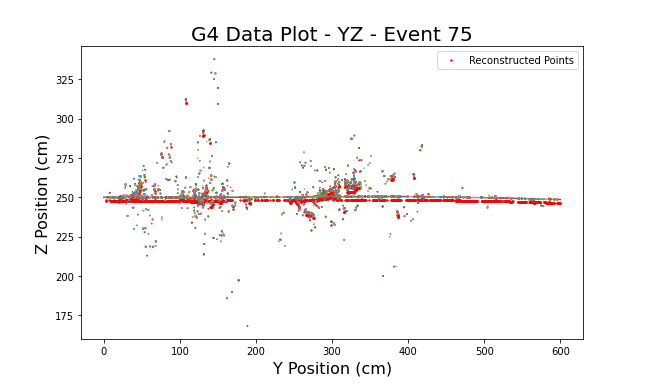 G4 Data Plot - YZ - Event 75
Reconstructed Points
325
300
275
250
225
200
175
Z Position (cm)
0 100 200 300 400 500 600
Y Position (cm)